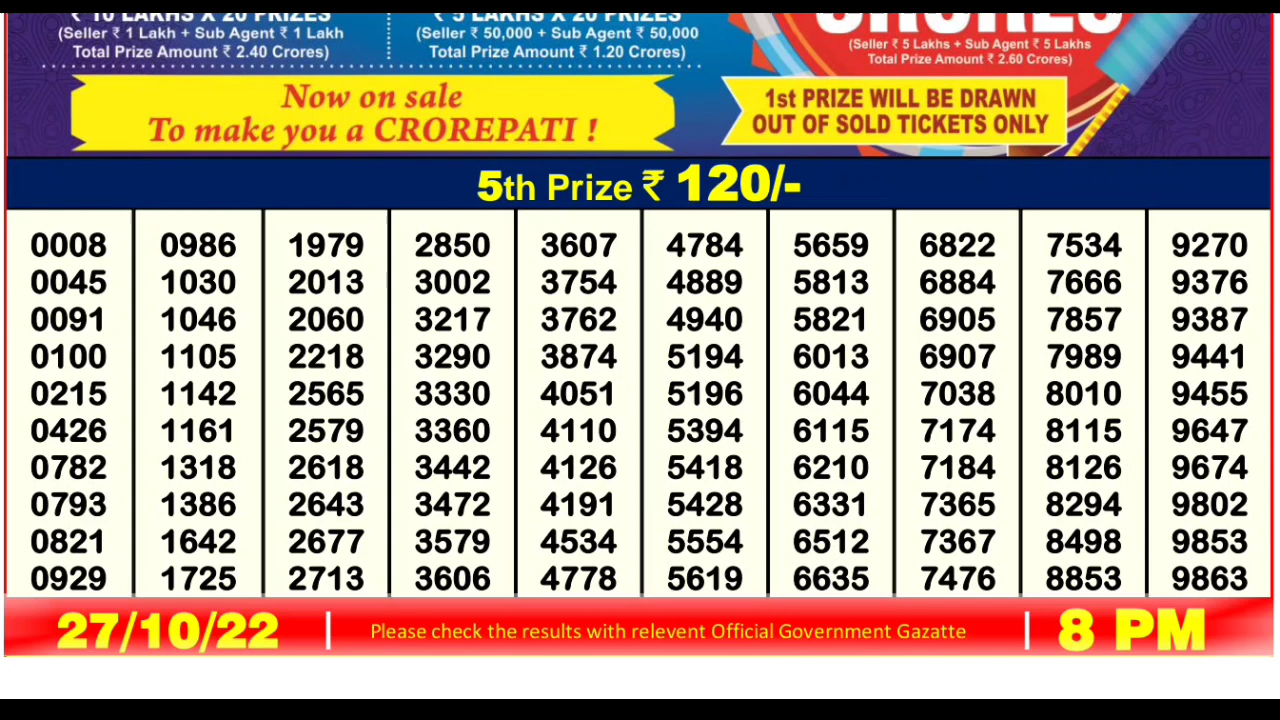 ₹ 10 LAKHS X 20 PRIZES
(Seller ₹ 1 Lakh + Sub Agent ₹ 1 Lakh
Total Prize Amount ₹ 2.40 Crores)
₹ 5 LAKHS X 20 PRIZES
(Seller ₹ 50,000 + Sub Agent ₹ 50,000
Total Prize Amount ₹ 1.20 Crores)
CRORES
(Seller ₹ 5 Lakhs + Sub Agent ₹ 5 Lakhs
Total Prize Amount ₹ 2.60 Crores)
Now on sale
To make you a CROREPATI !
1st PRIZE WILL BE DRAWN
OUT OF SOLD TICKETS ONLY
5th Prize ₹ 120/-
0008 0986 1979 2850 3607 4784 5659 6822 7534 9270
0045 1030 2013 3002 3754 4889 5813 6884 7666 9376
0091 1046 2060 3217 3762 4940 5821 6905 7857 9387
0100 1105 2218 3290 3874 5194 6013 6907 7989 9441
0215 1142 2565 3330 4051 5196 6044 7038 8010 9455
0426 1161 2579 3360 4110 5394 6115 7174 8115 9647
0782 1318 2618 3442 4126 5418 6210 7184 8126 9674
0793 1386 2643 3472 4191 5428 6331 7365 8294 9802
0821 1642 2677 3579 4534 5554 6512 7367 8498 9853
0929 1725 2713 3606 4778 5619 6635 7476 8853 9863
27/10/22 | Please check the results with relevent Official Government Gazatte | 8 PM